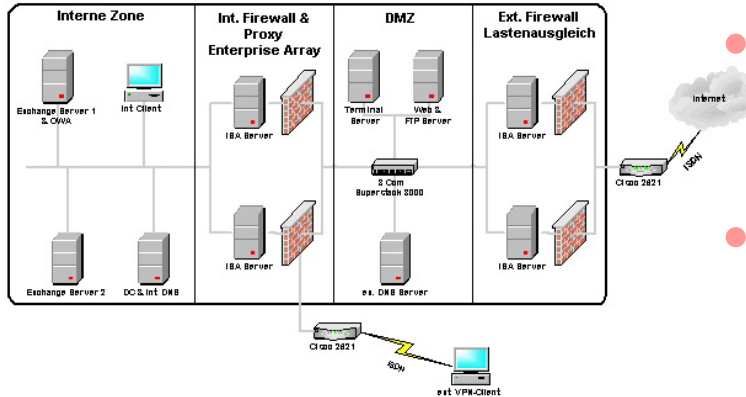 Interne Zone
Int. Firewall &
Proxy
Enterprise Array
DMZ
Ext. Firewall
Lastenausgleich
Exchange Server 1
& OWA
Int Client
ISA Server
Terminal
Server
Web &
FTP Server
ISA Server
Internet
ISDN
3 Com
Superstack 3000
Cisco 2621
Exchange Server 2
DC & Int DNS
ISA Server
ex. DNS Server
ISA Server
Cisco 2621
ISDN
ext VPN-Client